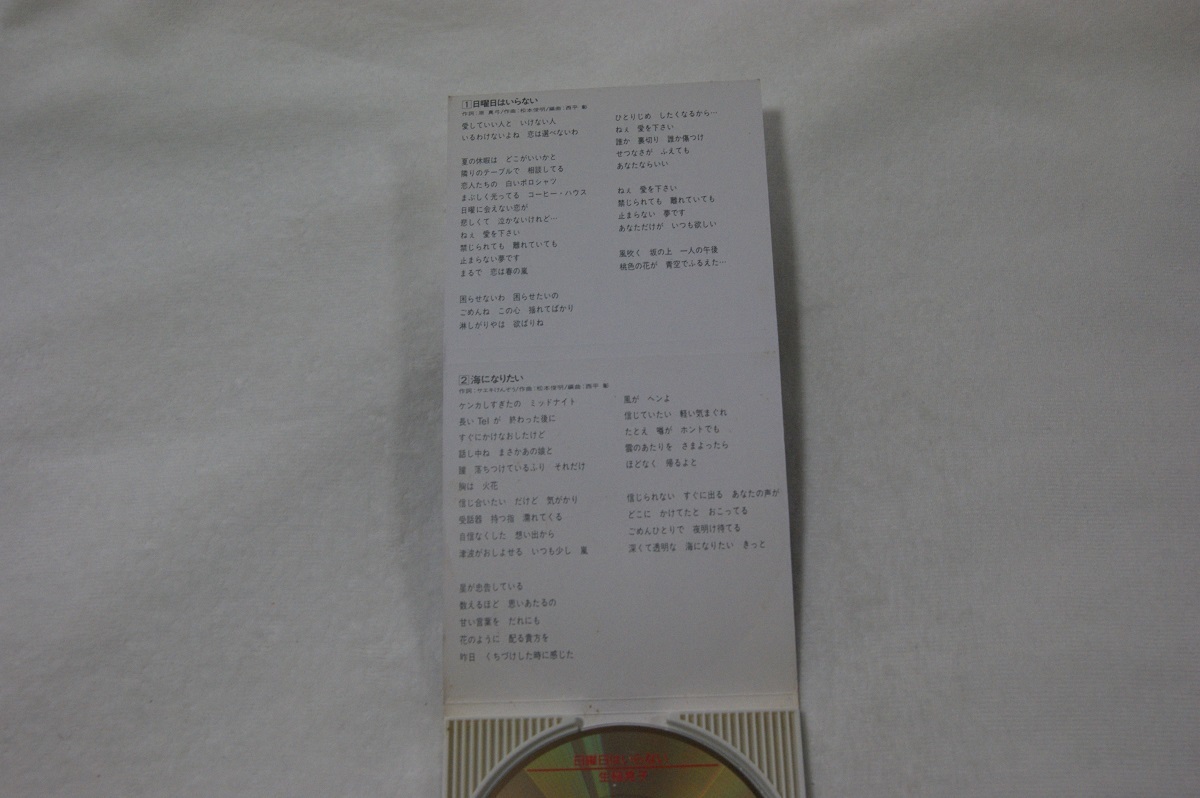 1 日曜日はいらない
愛していい人と いけない人
いるわけないよね 恋は選べないわ
夏の休暇は どこがいいかと
隣りのテーブルで 相談してる
恋人たちの 白いポロシャツ
まぶしく光ってる コーヒー・ハウス
日曜に会えない恋が
悲しくて 泣かないけれど…
ねぇ 愛を下さい
禁じられても 離れていても
止まらない夢です
まるで 恋は春の嵐
困らせないわ 困らせたいの
ごめんね この心 揺れてばかり
淋しがりやは 欲ばりね
ひとりじめ したくなるから…
ねぇ 愛を下さい
誰か 裏切り 誰か傷つけ
せつなさが ふえても
あなたならいい
ねぇ 愛を下さい
禁じられても 離れていても
止まらない 夢です
あなただけが いつも欲しい
風吹く 坂の上 一人の午後
桃色の花が 青空でふるえた…
2 海になりたい
ケンカしすぎたの ミッドナイト
長い Tel が 終わった後に
すぐにかけなおしたけど
話し中ね まさかあの娘と
瞳 落ちつけているふり それだけ
胸は 火花
信じ合いたい だけど 気がかり
受話器 持つ指 濡れてくる
自信なくした 想い出から
津波がおしよせる いつも少し 嵐
星が忠告している
数えるほど 思いあたるの
甘い言葉を だれにも
花のように 配る貴方を
昨日 くちづけした時に感じた
風が ヘンよ
信じていたい 軽い気まぐれ
たとえ 噂が ホントでも
雲のあたりを さまよったら
ほどなく 帰るよと
信じられない すぐに出る あなたの声が
どこに かけてたと おこってる
ごめんひとりで 夜明け待てる
深くて透明な 海になりたい きっと